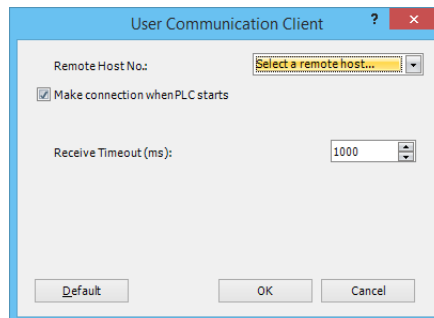 User Communication Client ? ×
Remote Host No.: Select a remote host...
Make connection when PLC starts
Receive Timeout (ms): 1000
Default OK Cancel